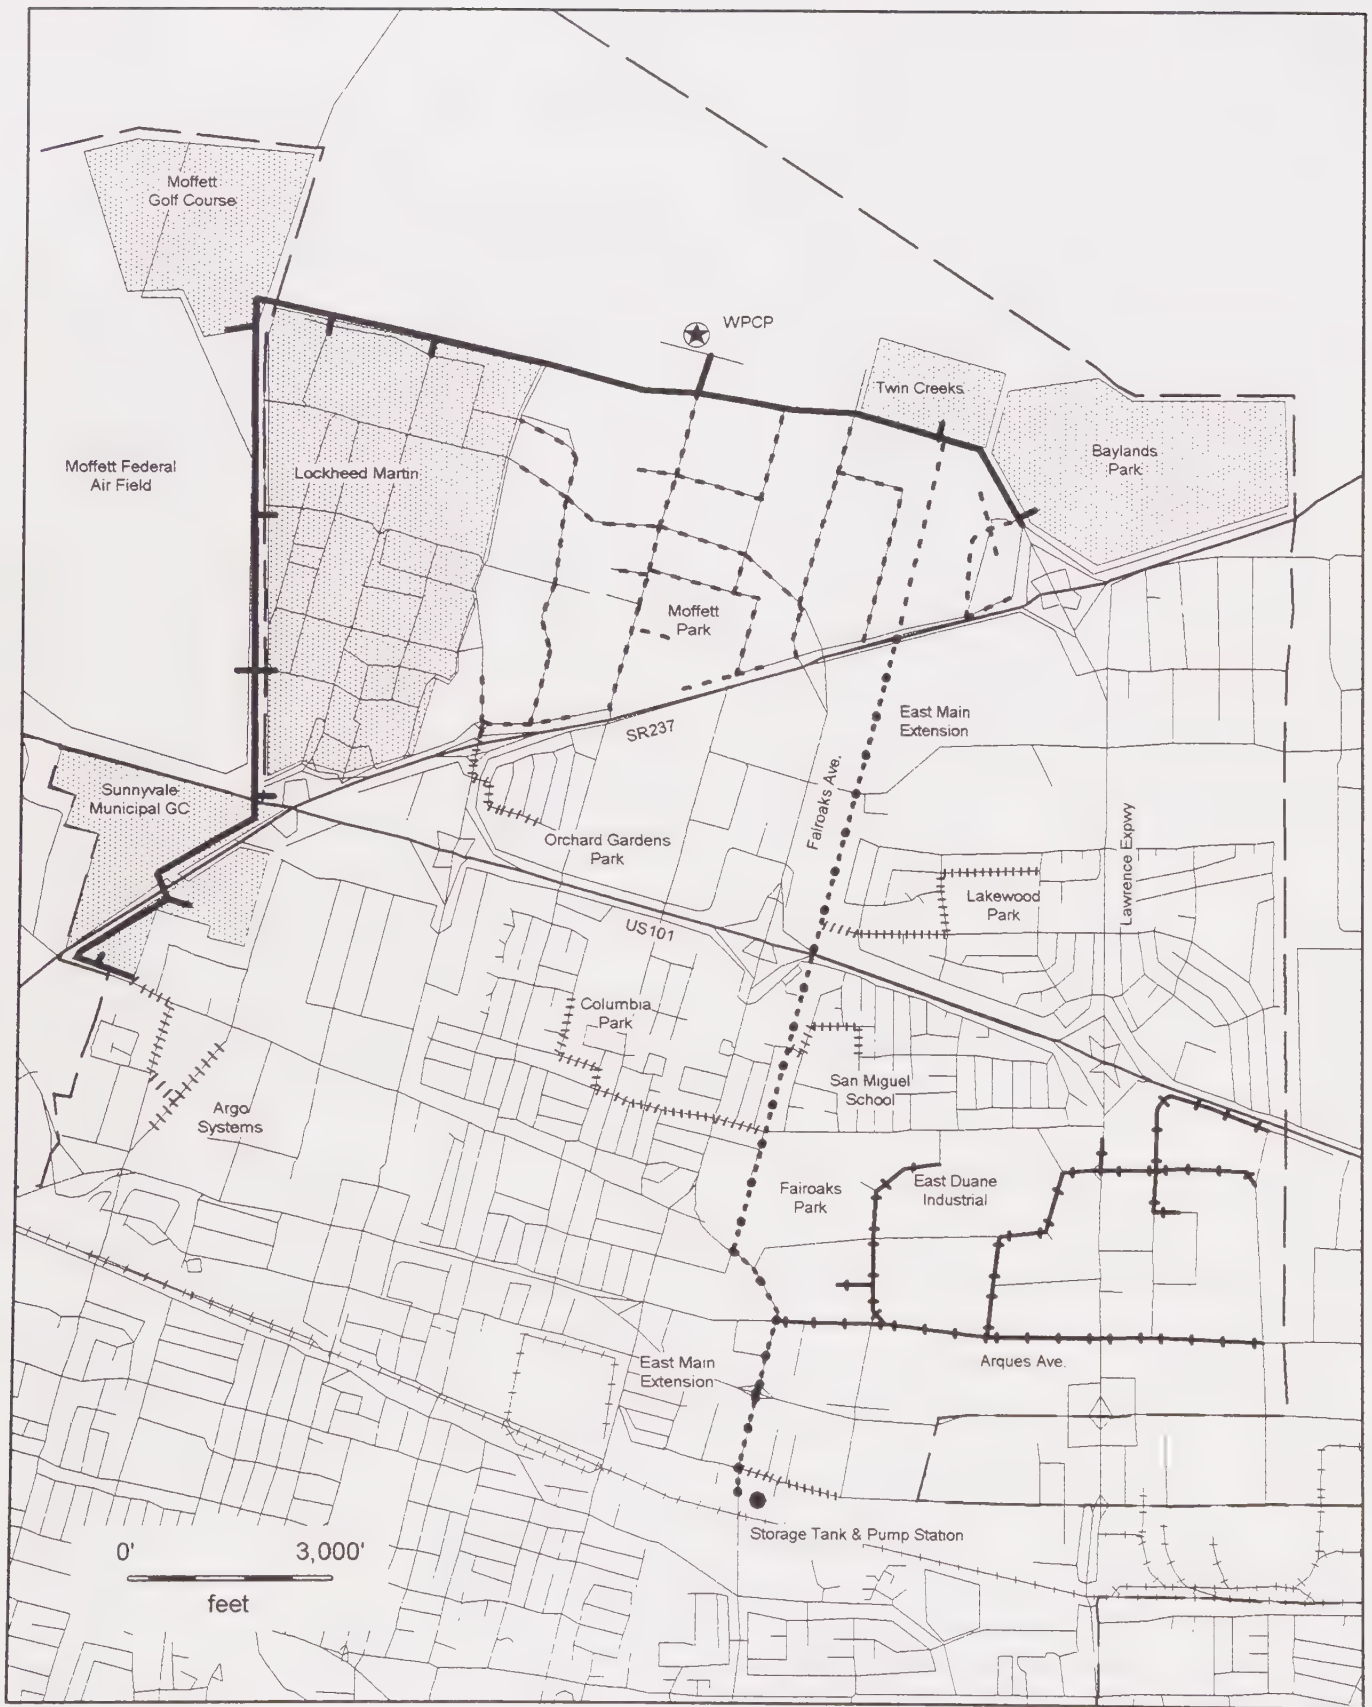 Moffett
Golf Course
WPCP
Twin Creeks
Baylands
Park
Moffett Federal
Air Field
Lockheed Martin
Moffett
Park
East Main
Extension
SR237
Sunnyvale
Municipal GC
Fairoaks Ave.
Orchard Gardens
Park
Lawrence Expwy
Lakewood
Park
US101
Columbia
Park
San Miguel
School
Argo
Systems
Fairoaks
Park
East Duane
Industrial
East Main
Extension
Arques Ave.
Storage Tank & Pump Station
0' 3,000'
feet